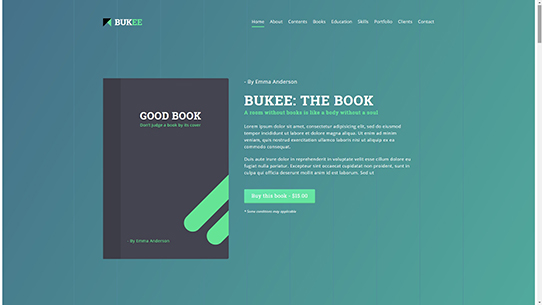 BUKEE
Home About Contents Books Education Skills Portfolio Clients Contact
GOOD BOOK
Don't judge a book by its cover
- By Emma Anderson
- By Emma Anderson
BUKEE: THE BOOK
A room without books is like a body without a soul
Lorem ipsum dolor sit amet, consectetur adipiscing elit, sed do eiusmod
tempor incididunt ut labore et dolore magna aliqua. Ut enim ad minim
veniam, quis nostrud exercitation ullamco laboris nisi ut aliquip ex ea
commodo consequat.
Duis aute irure dolor in reprehenderit in voluptate velit esse cillum dolore eu
fugiat nulla pariatur. Excepteur sint occaecat cupidatat non proident, sunt in
culpa qui officia deserunt mollit anim id est laborum. Sed ut
Buy this book - $15.00
* Some conditions may applicable